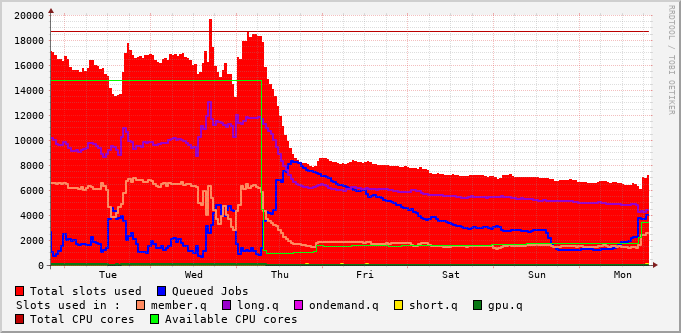 20000
18000
16000
14000
12000
10000
8000
6000
4000
2000
0
Tue Wed Thu Fri Sat Sun Mon
RRDTOOL / TOBI OETIKER
Total slots used Queued Jobs
Slots used in : member.q long.q ondemand.q short.q gpu.q
Total CPU cores Available CPU cores